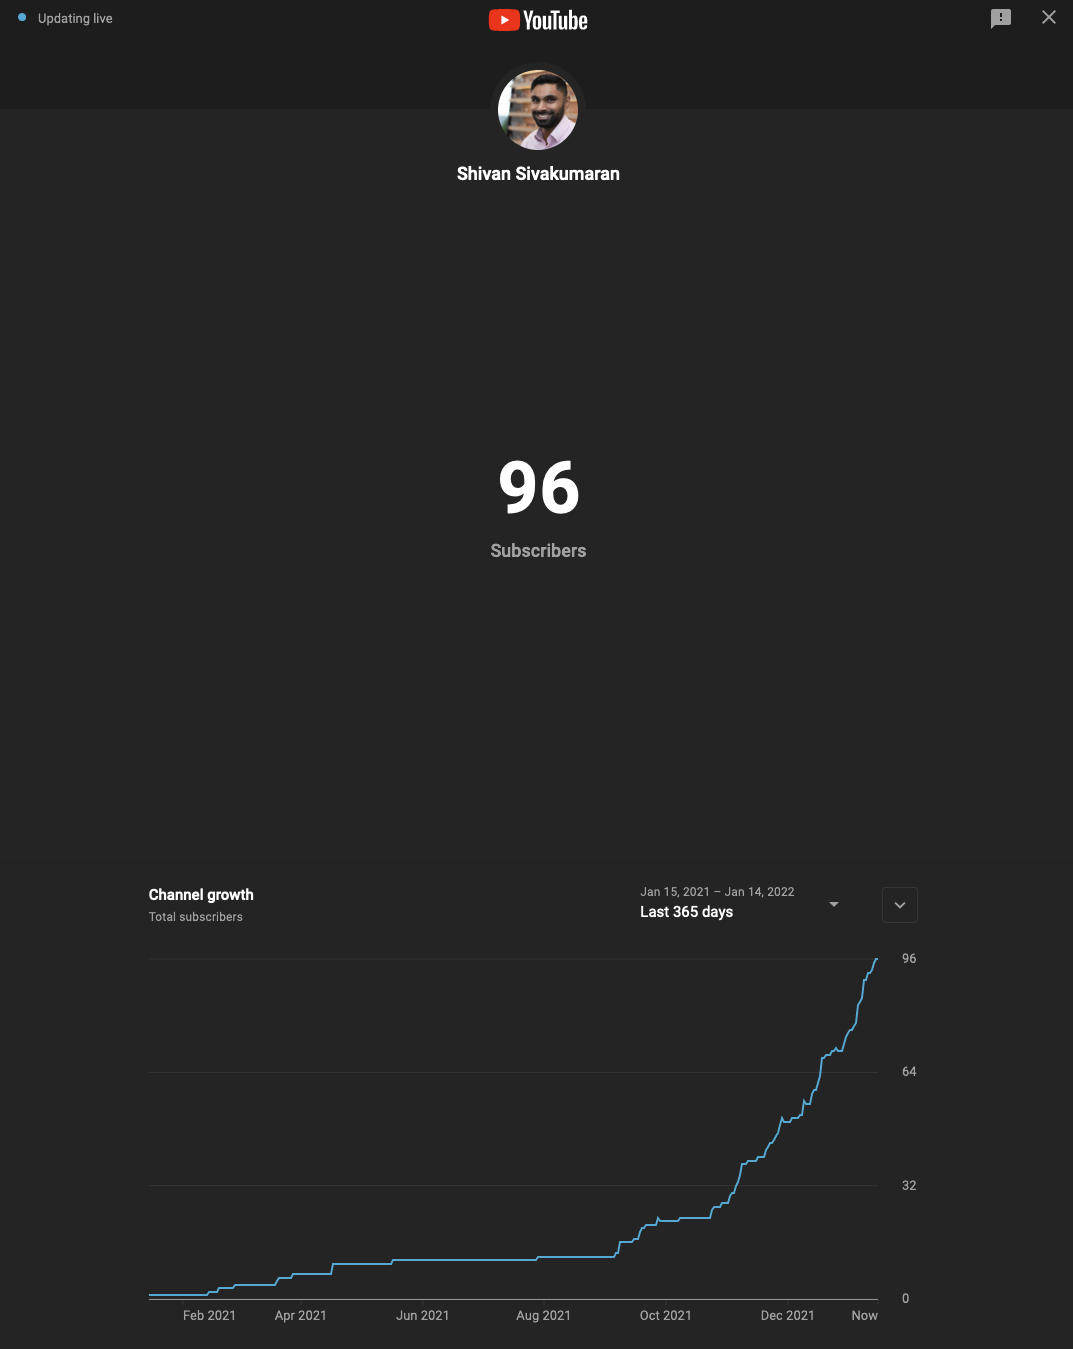 Updating live
YouTube
Shivan Sivakumaran
96
Subscribers
Channel growth
Total subscribers
Jan 15, 2021 – Jan 14, 2022
Last 365 days
96
64
32
0
Feb 2021 Apr 2021 Jun 2021 Aug 2021 Oct 2021 Dec 2021 Now